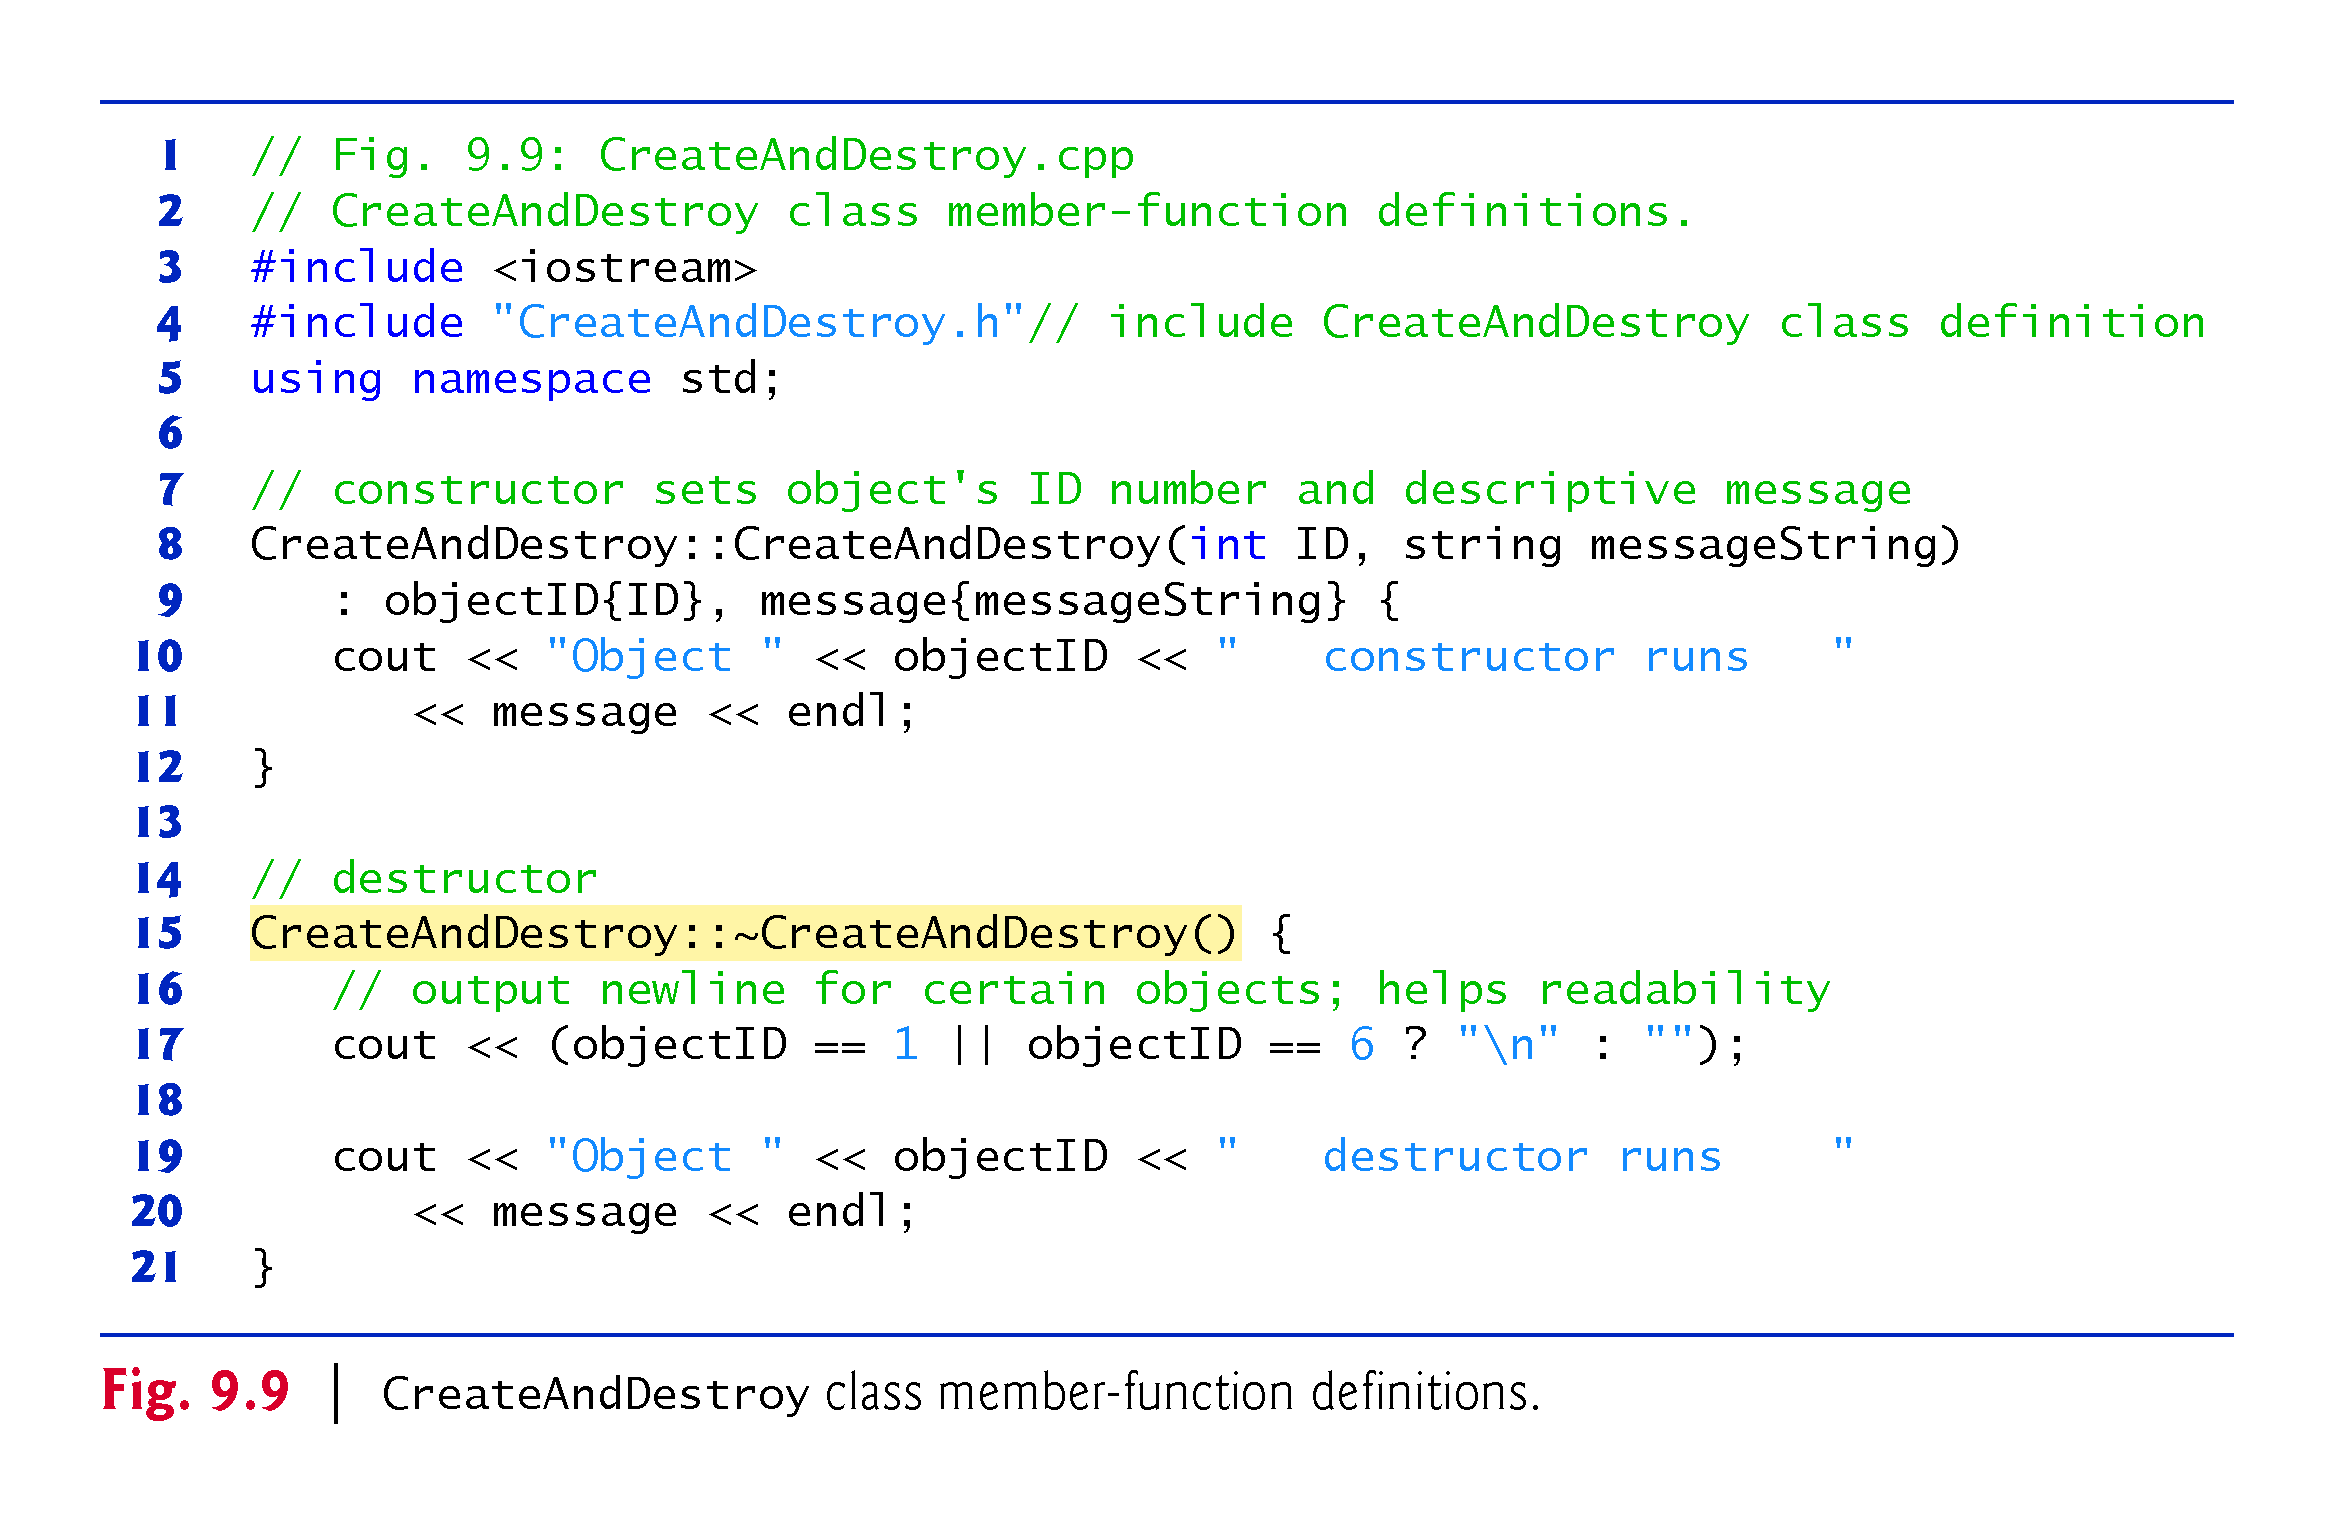 1 // Fig. 9.9: CreateAndDestroy.cpp
2 // CreateAndDestroy class member-function definitions.
3 #include <iostream>
4 #include "CreateAndDestroy.h"// include CreateAndDestroy class definition
5 using namespace std;
6
7 // constructor sets object's ID number and descriptive message
8 CreateAndDestroy::CreateAndDestroy(int ID, string messageString)
9    : objectID{ID}, message{messageString} {
10    cout << "Object " << objectID << "   constructor runs   "
11       << message << endl;
12 }
13
14 // destructor
15 CreateAndDestroy::~CreateAndDestroy() {
16    // output newline for certain objects; helps readability
17    cout << (objectID == 1 || objectID == 6 ? "\n" : "");
18
19    cout << "Object " << objectID << "   destructor runs    "
20       << message << endl;
21 }
Fig. 9.9 | CreateAndDestroy class member-function definitions.